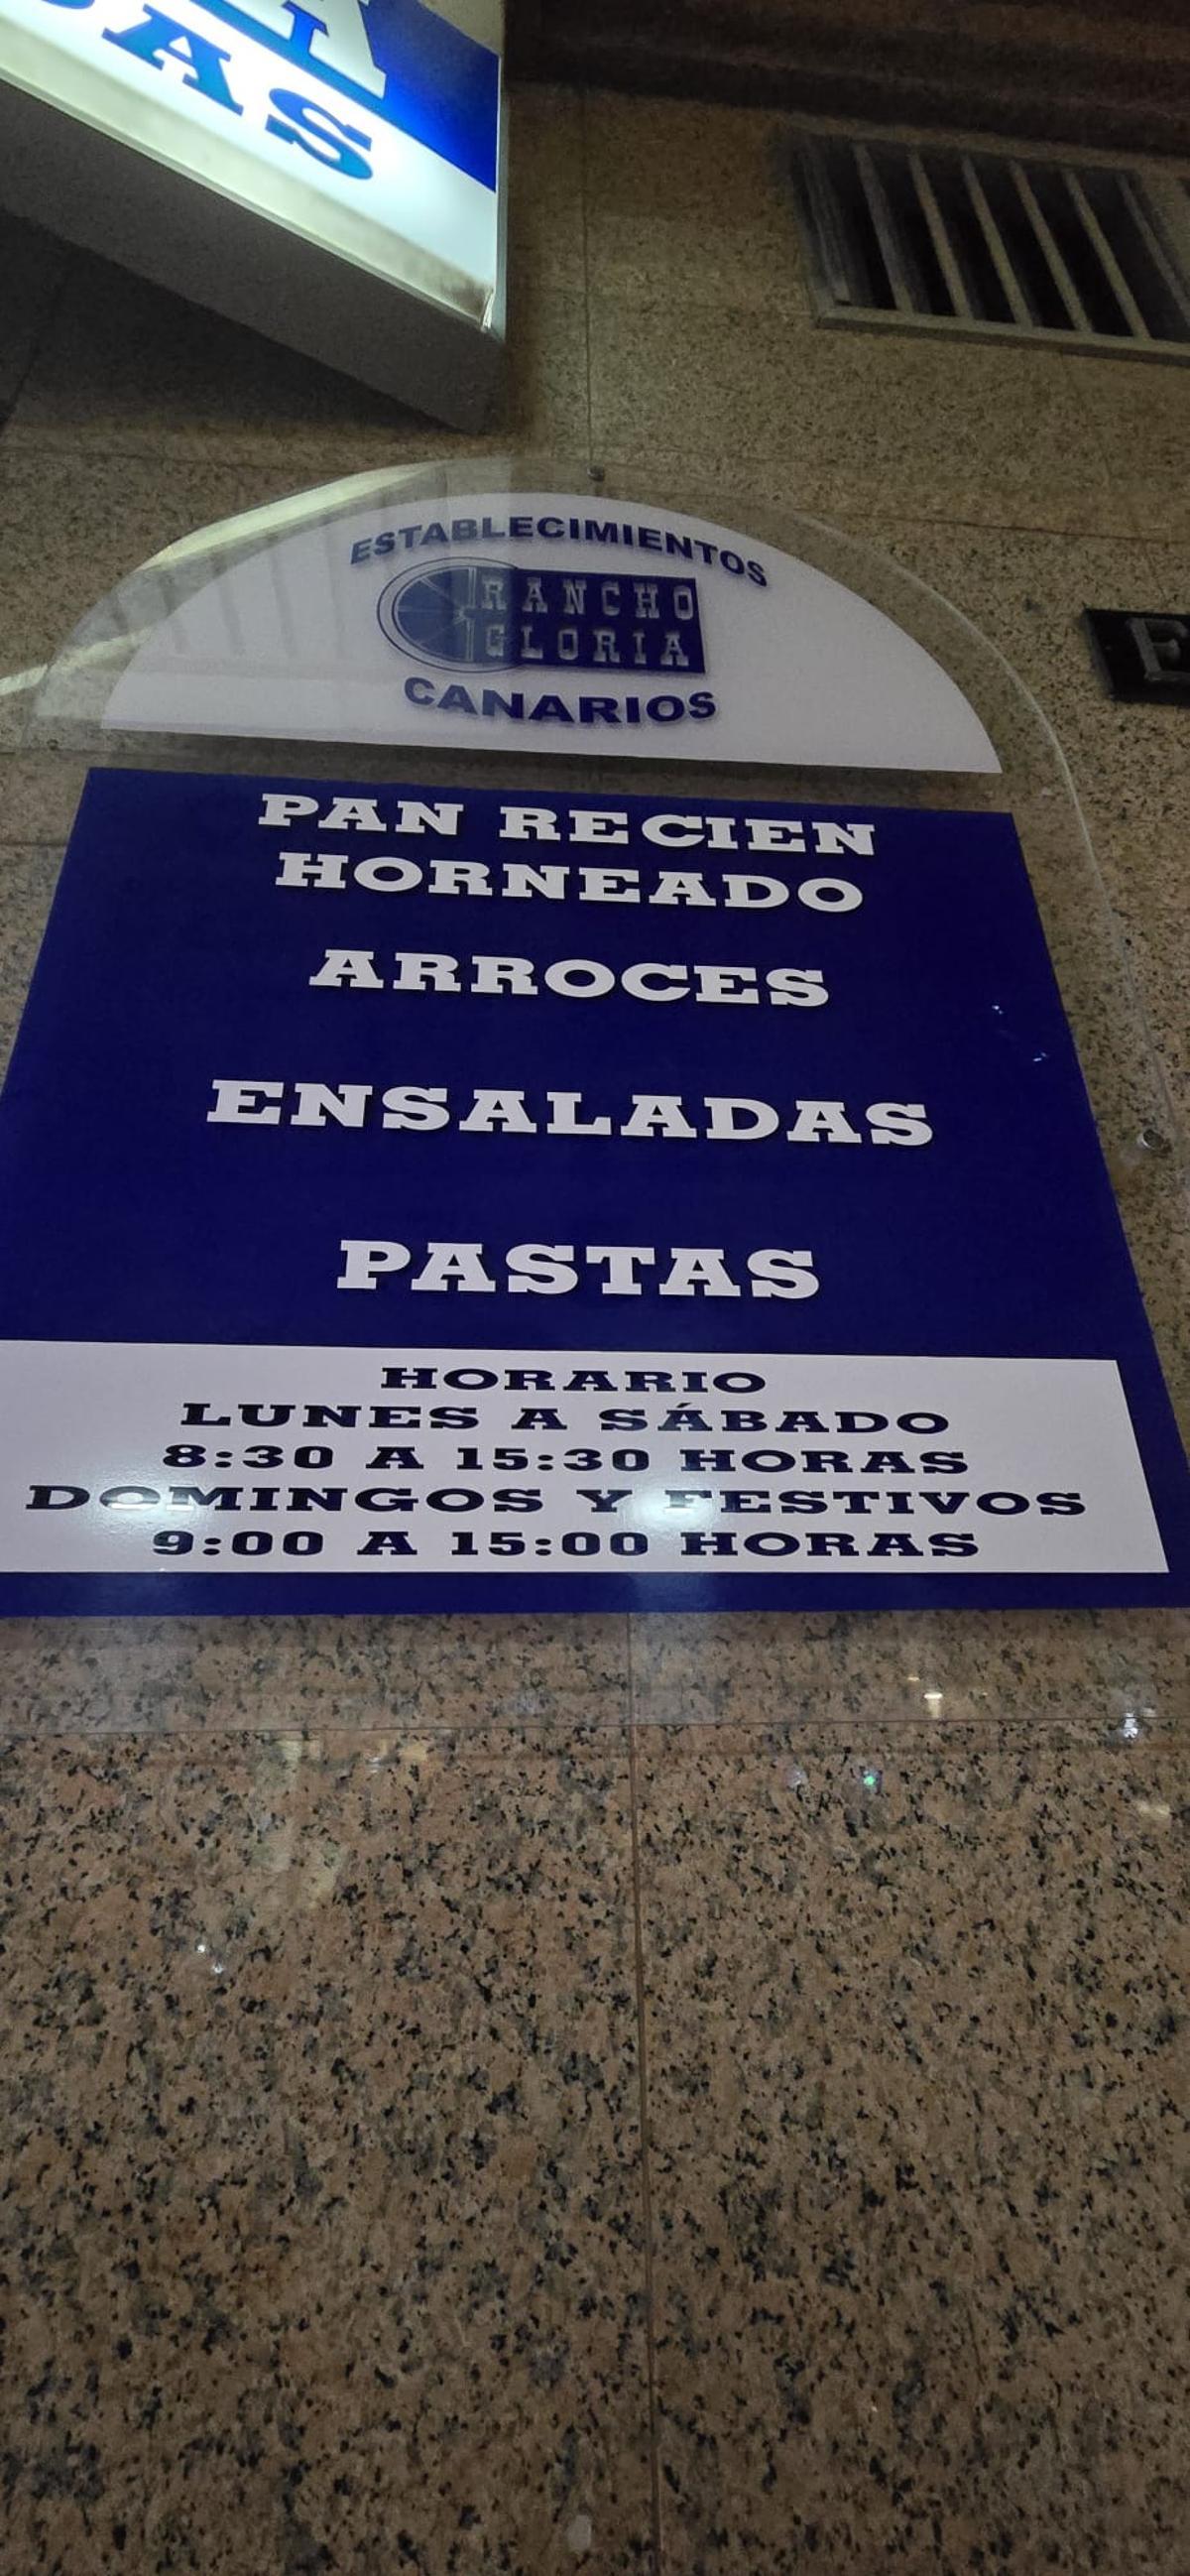 AS
ESTABLECIMIENTOS
RANCHO
GLORIA
CANARIOS
PAN RECIEN
HORNEADO
ARROCES
ENSALADAS
PASTAS
HORARIO
LUNES A SÁBADO
8:30 A 15:30 HORAS
DOMINGOS Y FESTIVOS
9:00 A 15:00 HORAS